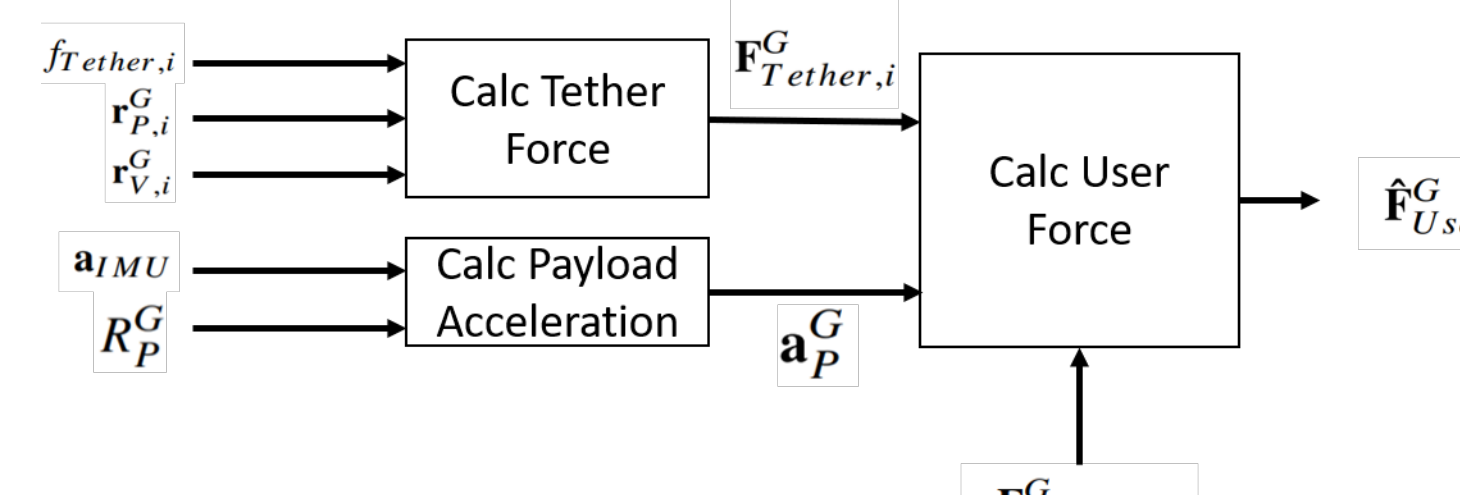 f_{Tether,i}
r^G_{P,i}
r^G_{V,i}
Calc Tether
Force
F^G_{Tether,i}
a_{IMU}
R^G_P
Calc Payload
Acceleration
a^G_P
Calc User
Force